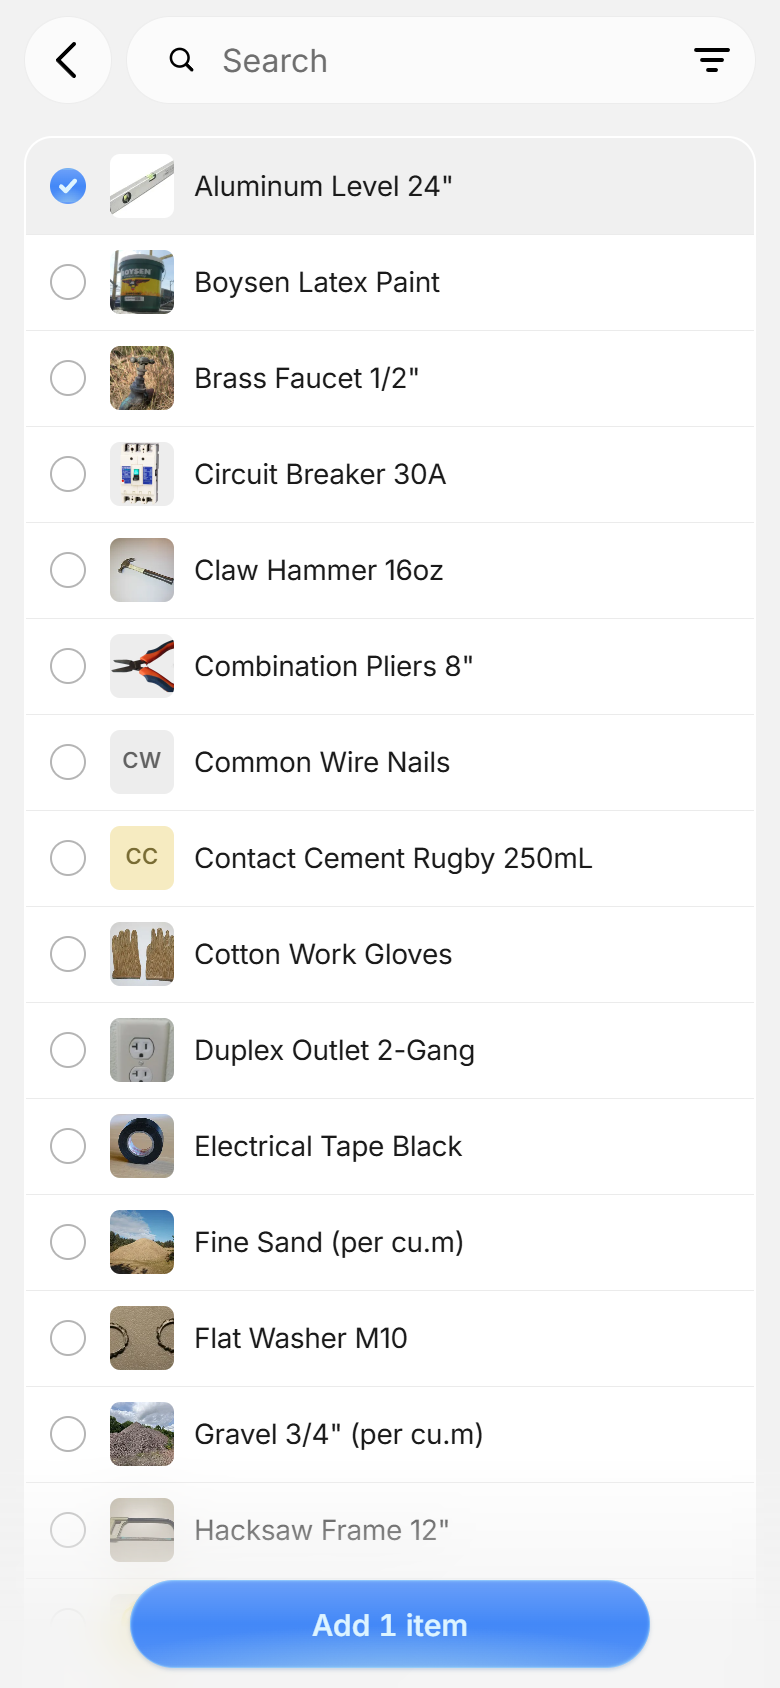 Search
Aluminum Level 24"
BOYSEN
Boysen Latex Paint
Brass Faucet 1/2"
Circuit Breaker 30A
Claw Hammer 16oz
Combination Pliers 8"
CW
Common Wire Nails
CC
Contact Cement Rugby 250mL
Cotton Work Gloves
Duplex Outlet 2-Gang
Electrical Tape Black
Fine Sand (per cu.m)
Flat Washer M10
Gravel 3/4" (per cu.m)
Hacksaw Frame 12"
Add 1 item